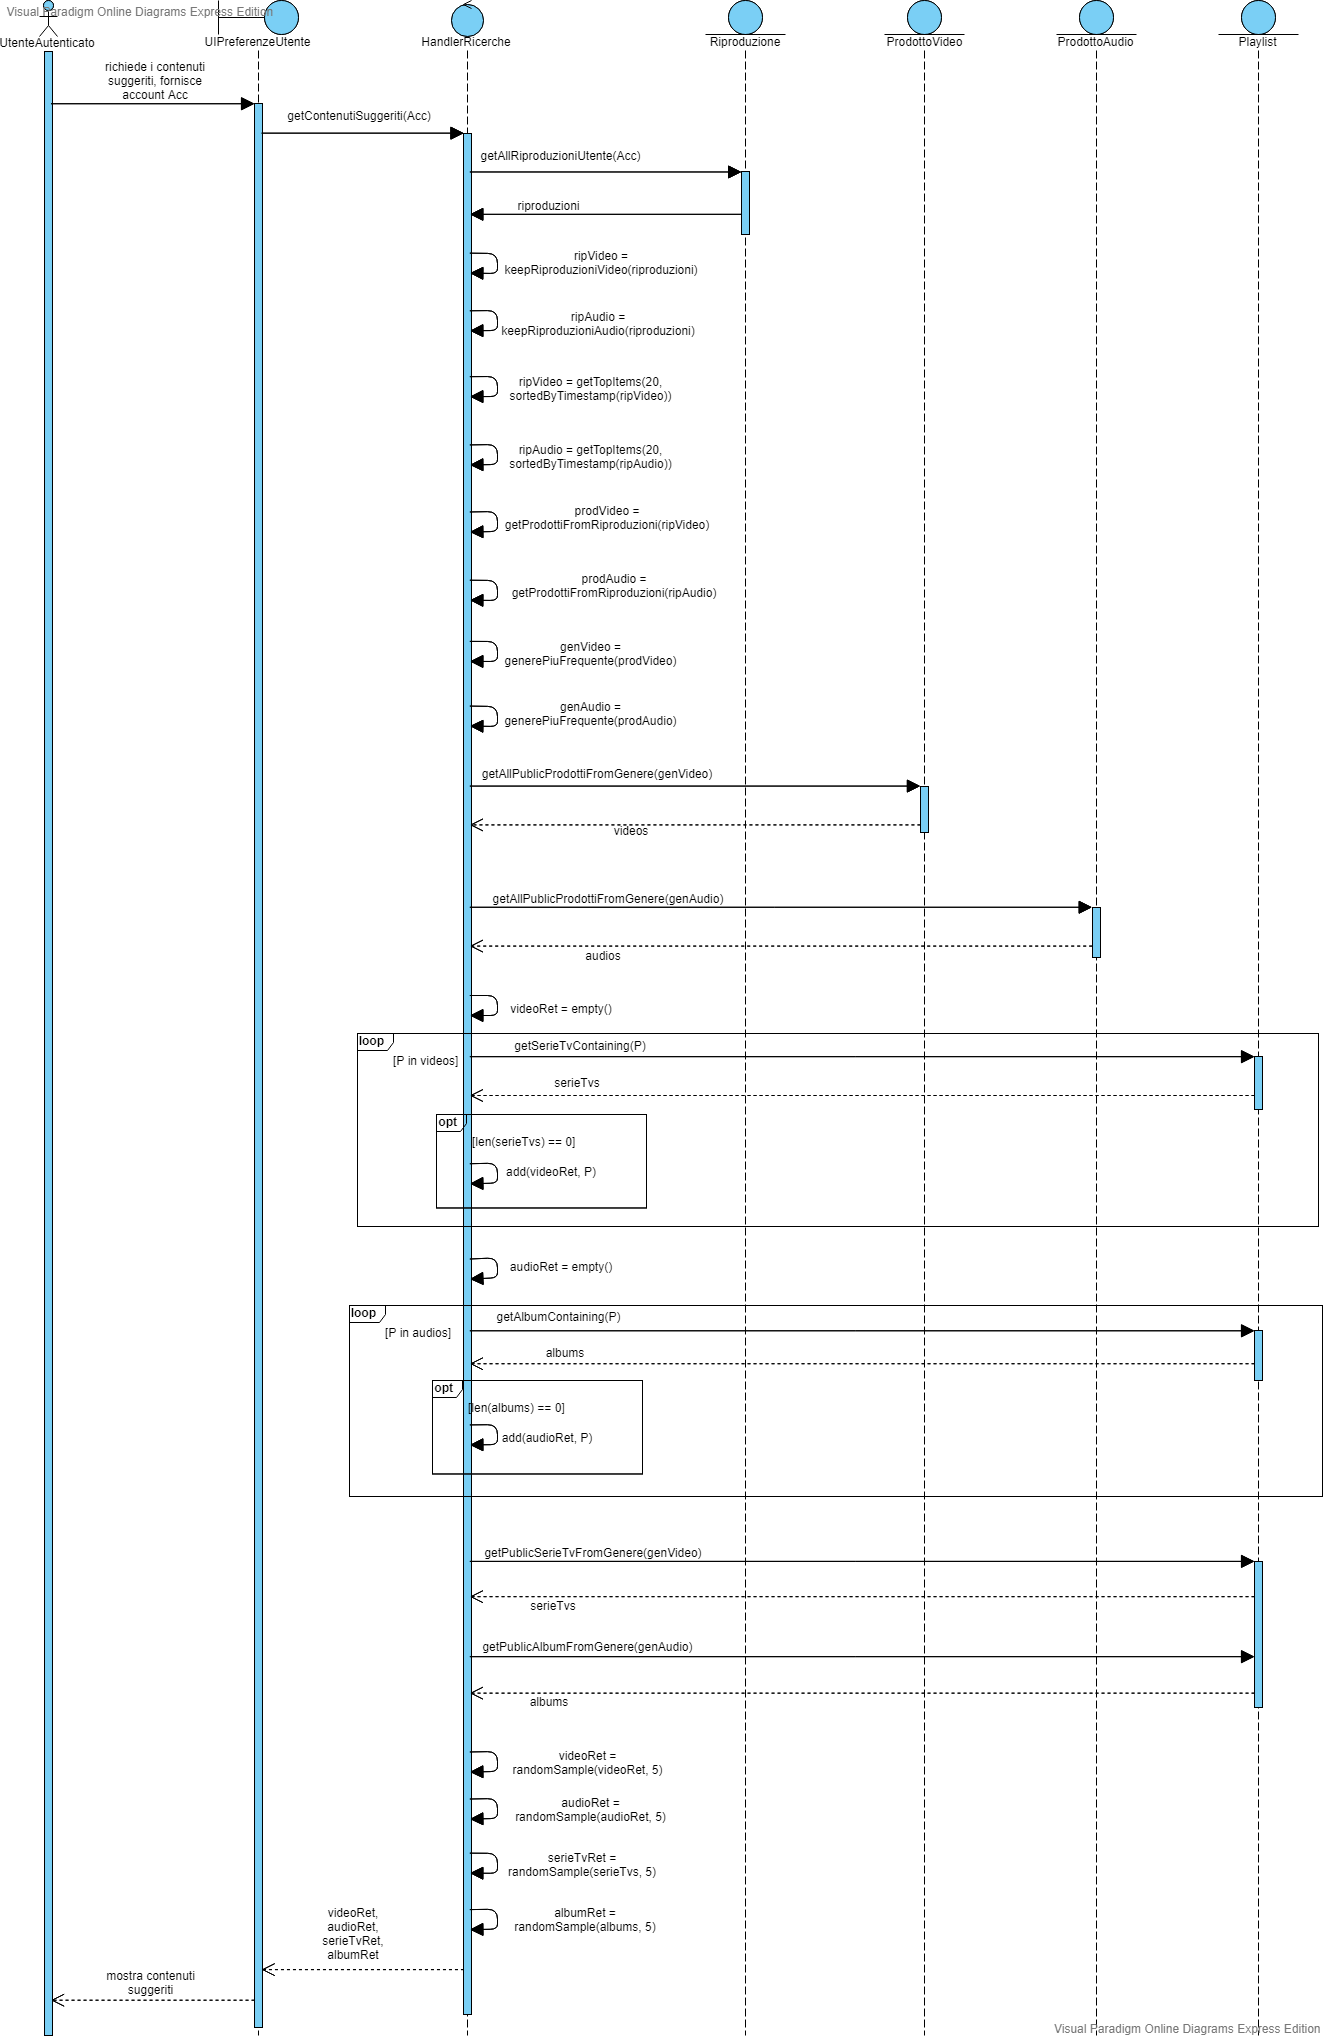 Visual Paradigm Online Diagrams Express Edition
UtenteAutenticato
UIPreferenzeUtente
HandlerRicerche
Riproduzione
ProdottoVideo
ProdottoAudio
Playlist
richiede i contenuti
suggeriti, fornisce
account Acc
getContenutiSuggeriti(Acc)
getAllRiproduzioniUtente(Acc)
riproduzioni
ripVideo =
keepRiproduzioniVideo(riproduzioni)
ripAudio =
keepRiproduzioniAudio(riproduzioni)
ripVideo = getTopItems(20,
sortedByTimestamp(ripVideo))
ripAudio = getTopItems(20,
sortedByTimestamp(ripAudio))
prodVideo =
getProdottiFromRiproduzioni(ripVideo)
prodAudio =
getProdottiFromRiproduzioni(ripAudio)
genVideo =
generePiuFrequente(prodVideo)
genAudio =
generePiuFrequente(prodAudio)
getAllPublicProdottiFromGenere(genVideo)
videos
getAllPublicProdottiFromGenere(genAudio)
audios
videoRet = empty()
loop
[P in videos]
getSerieTvContaining(P)
serieTvs
opt
[len(serieTvs) == 0]
add(videoRet, P)
audioRet = empty()
loop
[P in audios]
getAlbumContaining(P)
albums
opt
[len(albums) == 0]
add(audioRet, P)
getPublicSerieTvFromGenere(genVideo)
serieTvs
getPublicAlbumFromGenere(genAudio)
albums
videoRet =
randomSample(videoRet, 5)
audioRet =
randomSample(audioRet, 5)
serieTvRet =
randomSample(serieTvs, 5)
albumRet =
randomSample(albums, 5)
videoRet,
audioRet,
serieTvRet,
albumRet
mostra contenuti
suggeriti
Visual Paradigm Online Diagrams Express Edition